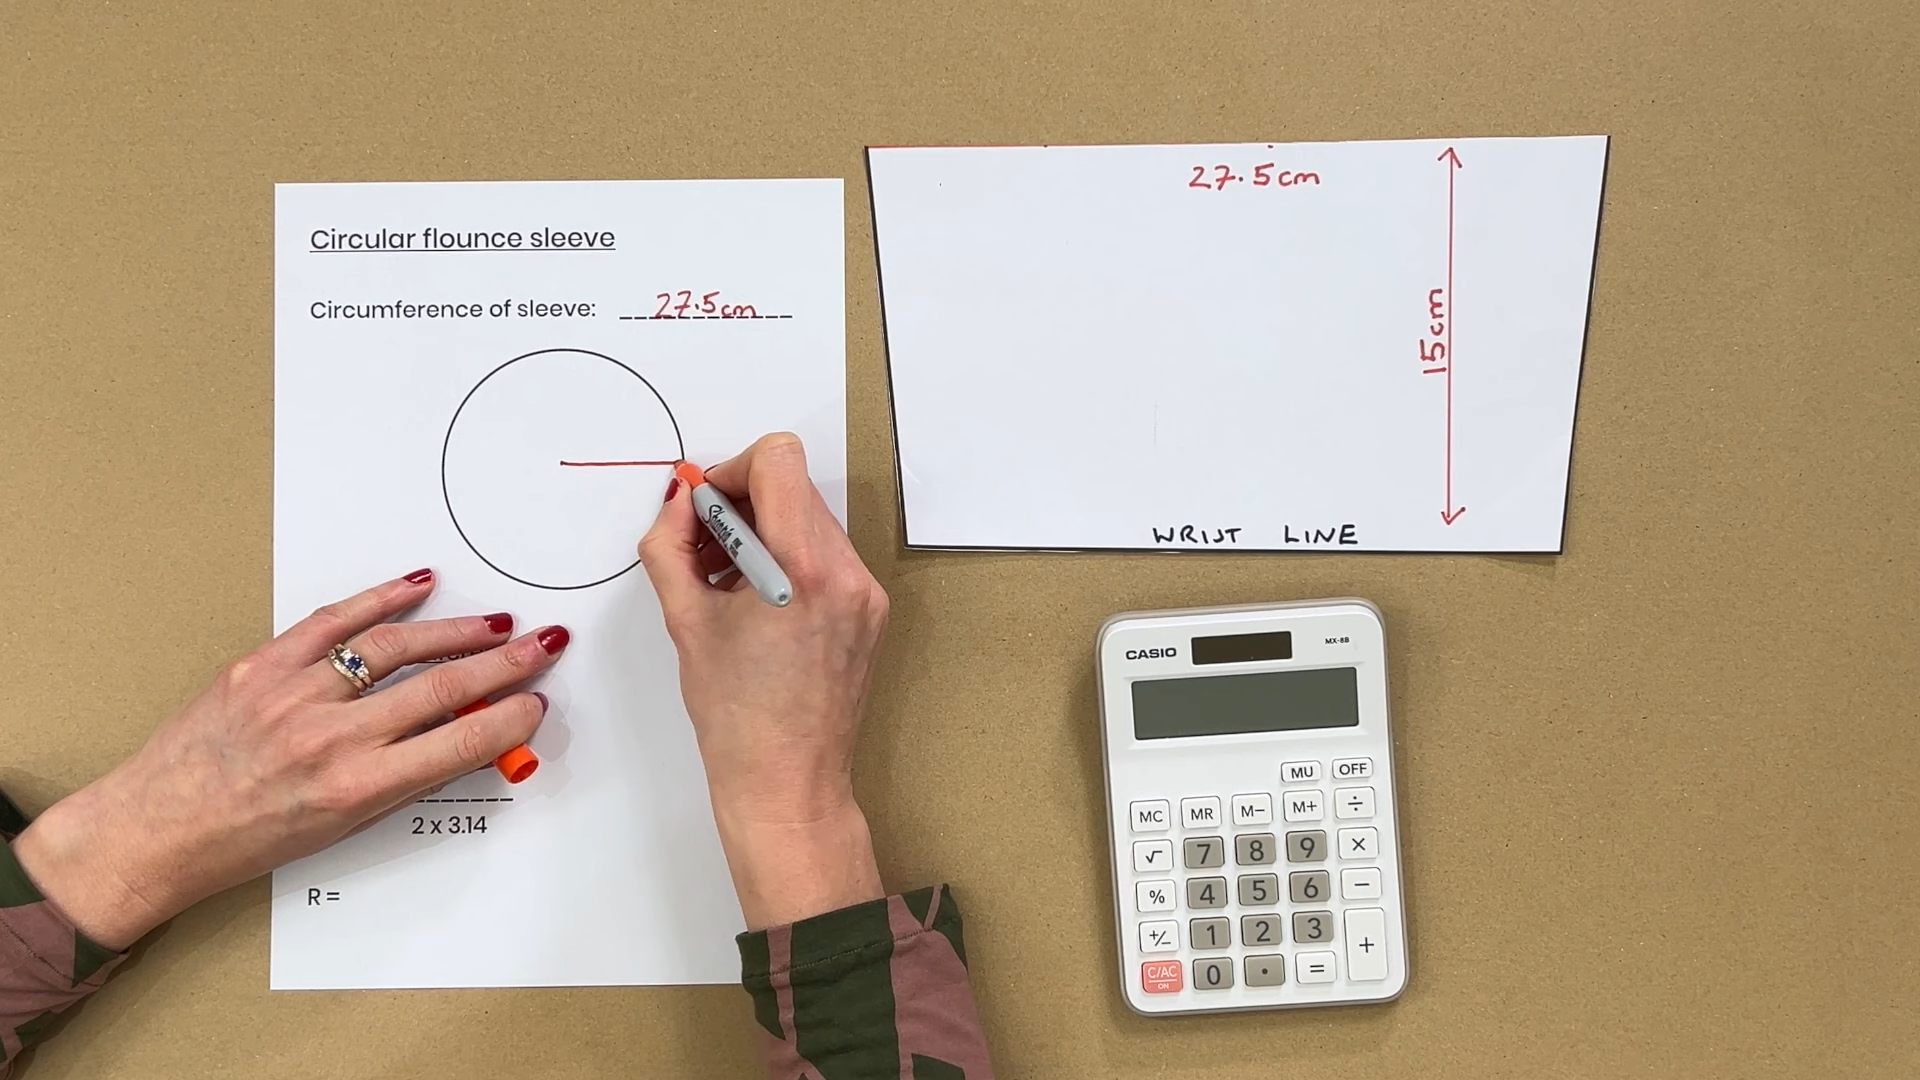 Circular flounce sleeve
Circumference of sleeve: 27.5cm
2 x 3.14
R =
27.5cm
15cm
WRIST LINE
Sharpie
CASIO MX-8B
MU OFF
MC MR M- M+ ÷
√ 7 8 9 ×
% 4 5 6 −
+/− 1 2 3 +
C/AC ON 0 • =